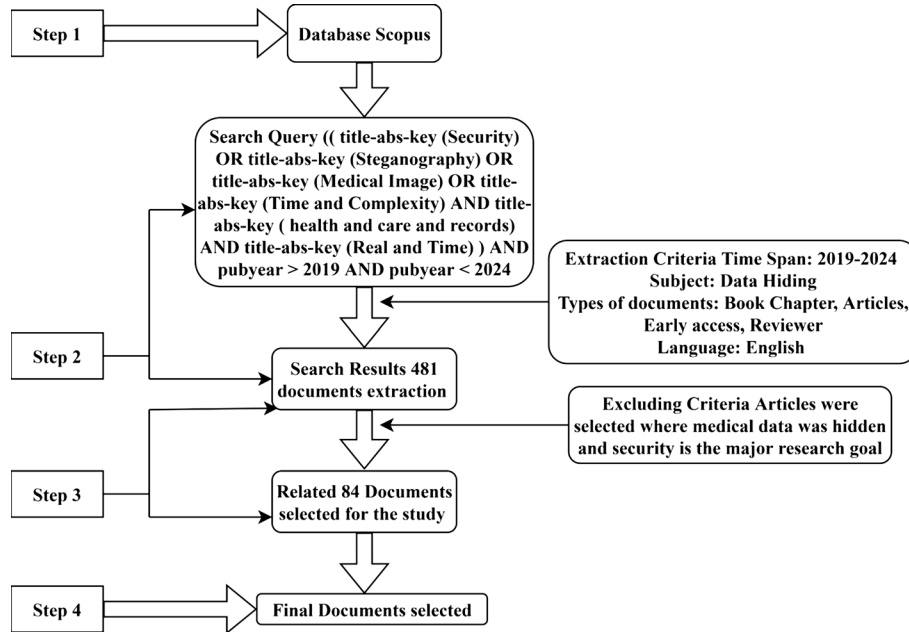 Step 1
Database Scopus
Search Query (( title-abs-key (Security)
OR title-abs-key (Steganography) OR
title-abs-key (Medical Image) OR title-
abs-key (Time and Complexity) AND title-
abs-key ( health and care and records)
AND title-abs-key (Real and Time) ) AND
pubyear > 2019 AND pubyear < 2024
Extraction Criteria Time Span: 2019-2024
Subject: Data Hiding
Types of documents: Book Chapter, Articles,
Early access, Reviewer
Language: English
Step 2
Search Results 481
documents extraction
Excluding Criteria Articles were
selected where medical data was hidden
and security is the major research goal
Step 3
Related 84 Documents
selected for the study
Step 4
Final Documents selected